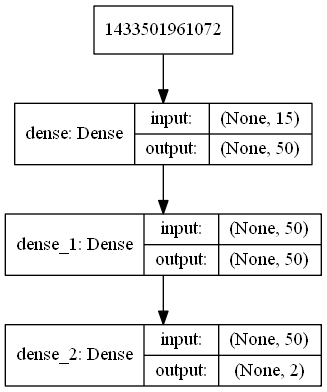 1433501961072
dense: Dense
input: (None, 15)
output: (None, 50)
dense_1: Dense
input: (None, 50)
output: (None, 50)
dense_2: Dense
input: (None, 50)
output: (None, 2)